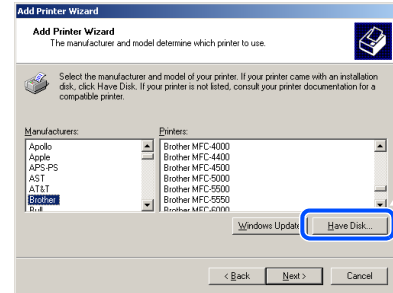 Add Printer Wizard
Add Printer Wizard
The manufacturer and model determine which printer to use.
Select the manufacturer and model of your printer. If your printer came with an installation
disk, click Have Disk. If your printer is not listed, consult your printer documentation for a
compatible printer.
Manufacturers:
Apollo
Apple
APS-PS
AST
AT&T
Brother
Bull
Printers:
Brother MFC-4000
Brother MFC-4400
Brother MFC-4500
Brother MFC-5000
Brother MFC-5500
Brother MFC-5550
Brother MFC-6000
Windows Update
Have Disk...
< Back
Next >
Cancel